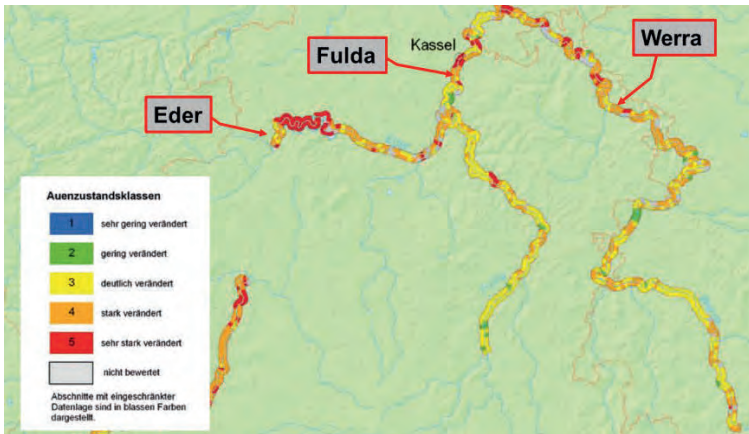 Kassel
Werra
Fulda
Eder
Auenzustandsklassen
1 sehr gering verändert
2 gering verändert
3 deutlich verändert
4 stark verändert
5 sehr stark verändert
nicht bewertet
Abschnitte mit eingeschränkter
Datenlage sind in blassen Farben
dargestellt.